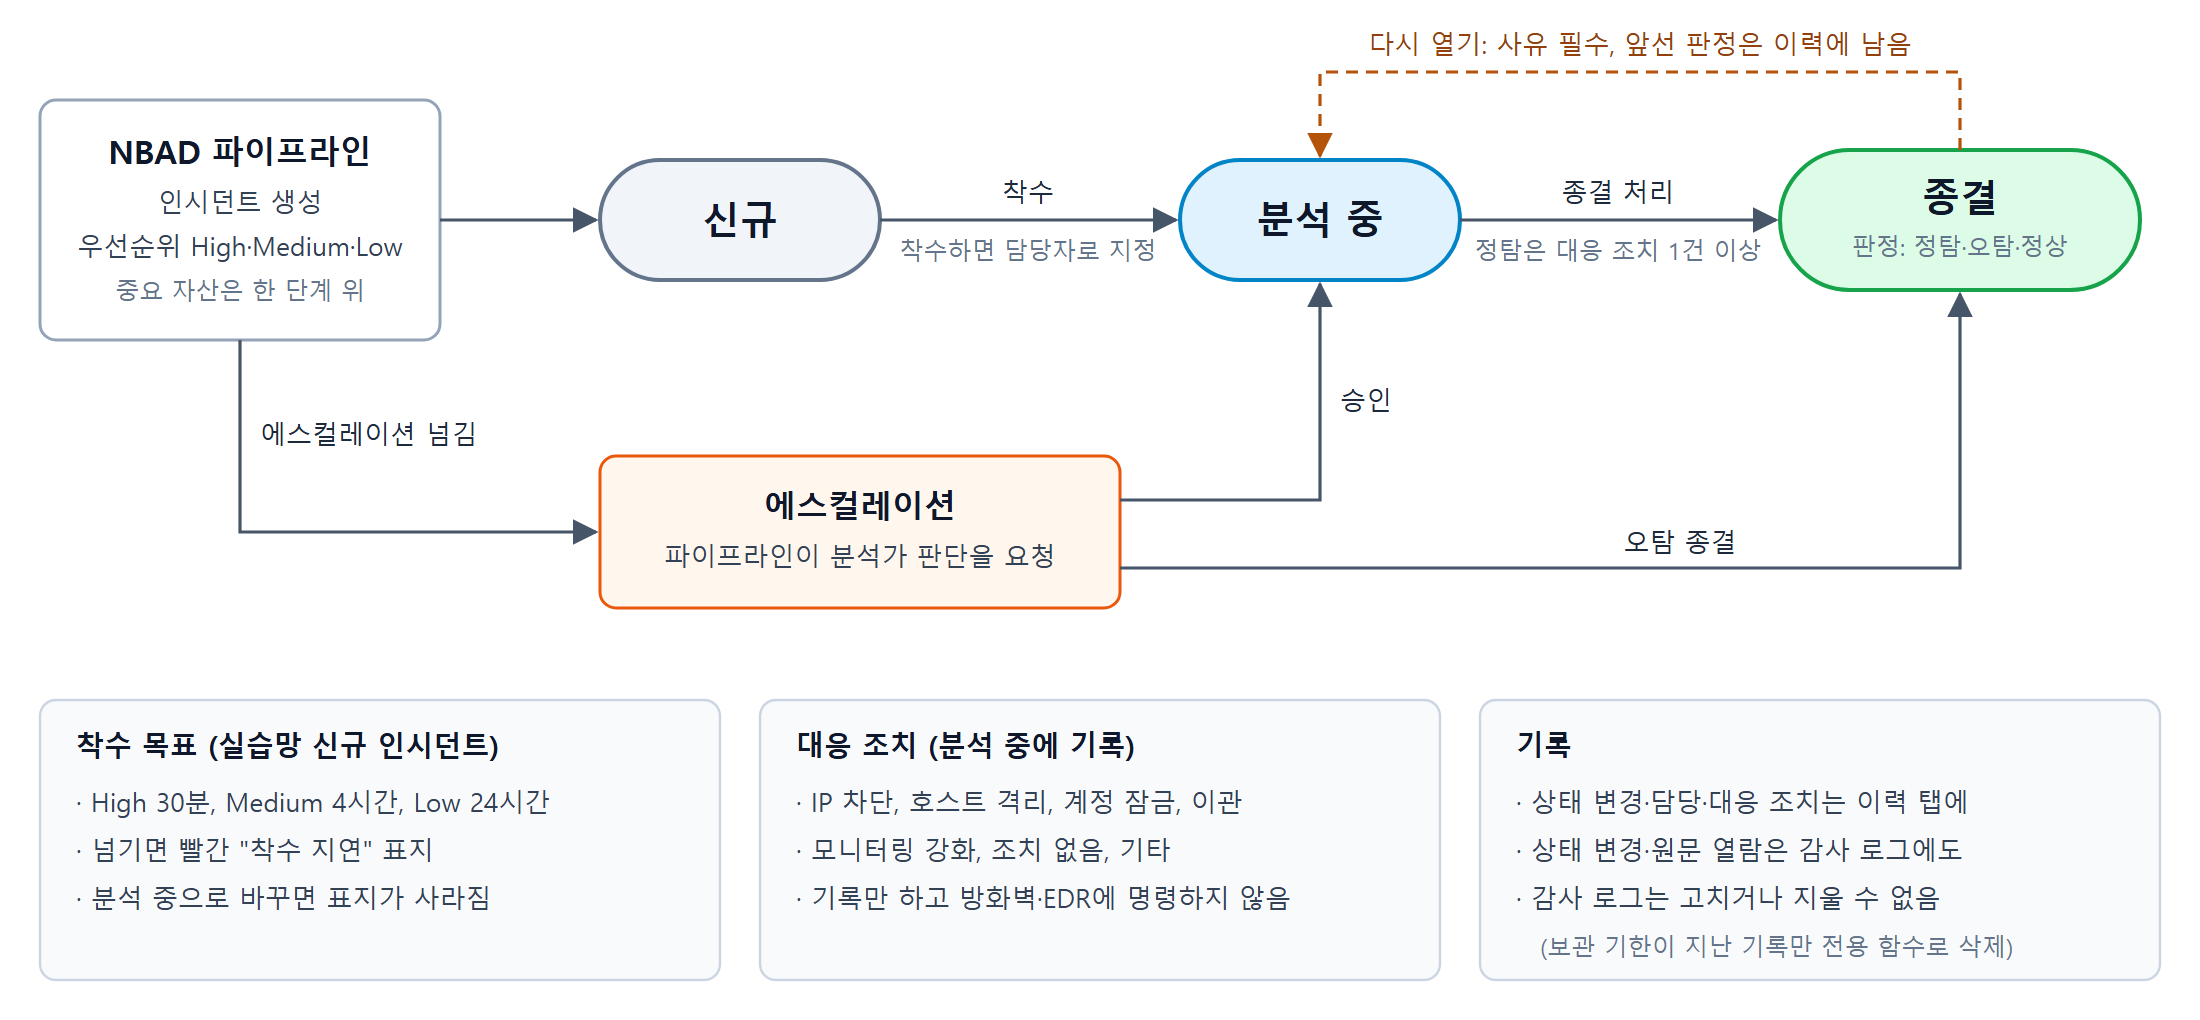 다시 열기: 사유 필수, 앞선 판정은 이력에 남음
NBAD 파이프라인
인시던트 생성
우선순위 High·Medium·Low
중요 자산은 한 단계 위
신규
착수
착수하면 담당자로 지정
분석 중
종결 처리
정탐은 대응 조치 1건 이상
종결
판정: 정탐·오탐·정상
에스컬레이션 넘김
승인
에스컬레이션
파이프라인이 분석가 판단을 요청
오탐 종결
착수 목표 (실습망 신규 인시던트)
· High 30분, Medium 4시간, Low 24시간
· 넘기면 빨간 "착수 지연" 표지
· 분석 중으로 바꾸면 표지가 사라짐
대응 조치 (분석 중에 기록)
· IP 차단, 호스트 격리, 계정 잠금, 이관
· 모니터링 강화, 조치 없음, 기타
· 기록만 하고 방화벽·EDR에 명령하지 않음
기록
· 상태 변경·담당·대응 조치는 이력 탭에
· 상태 변경·원문 열람은 감사 로그에도
· 감사 로그는 고치거나 지울 수 없음
(보관 기한이 지난 기록만 전용 함수로 삭제)